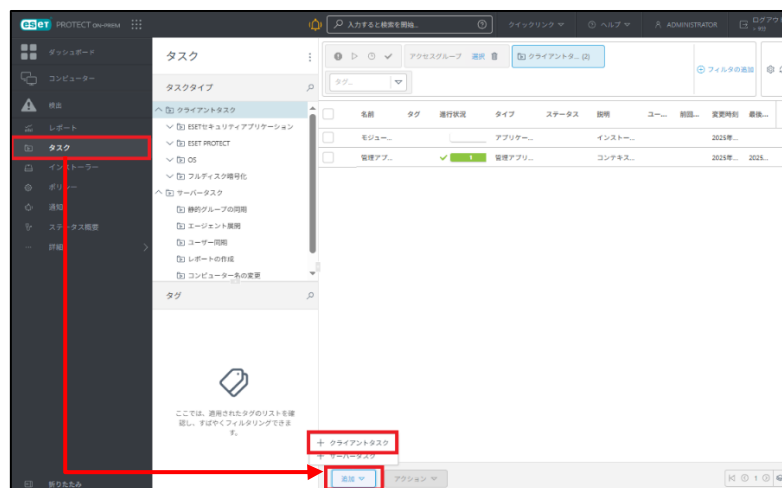 eset PROTECT ON-PREM
入力すると検索を開始...
クイックリンク
ヘルプ
ADMINISTRATOR
ログアウト
ダッシュボード
コンピューター
検出
レポート
タスク
インストーラー
ポリシー
通知
ステータス概要
詳細
折りたたみ
タスク
タスクタイプ
クライアントタスク
ESETセキュリティアプリケーション
ESET PROTECT
OS
フルディスク暗号化
サーバータスク
静的グループの同期
エージェント展開
ユーザー同期
レポートの作成
コンピューター名の変更
タグ
ここでは、適用されたタグのリストを確
認し、すばやくフィルタリングできま
す。
アクセスグループ 選択
クライアントタ... (2)
フィルタの追加
タグ...
名前 タグ 進行状況 タイプ ステータス 説明 ユー... 前回... 変更時刻 最後...
モジュー... アプリケー... インストー... 2025年...
管理アプ... 1 管理アプリ... コンテキス... 2025年... 2025...
クライアントタスク
サーバータスク
追加
アクション